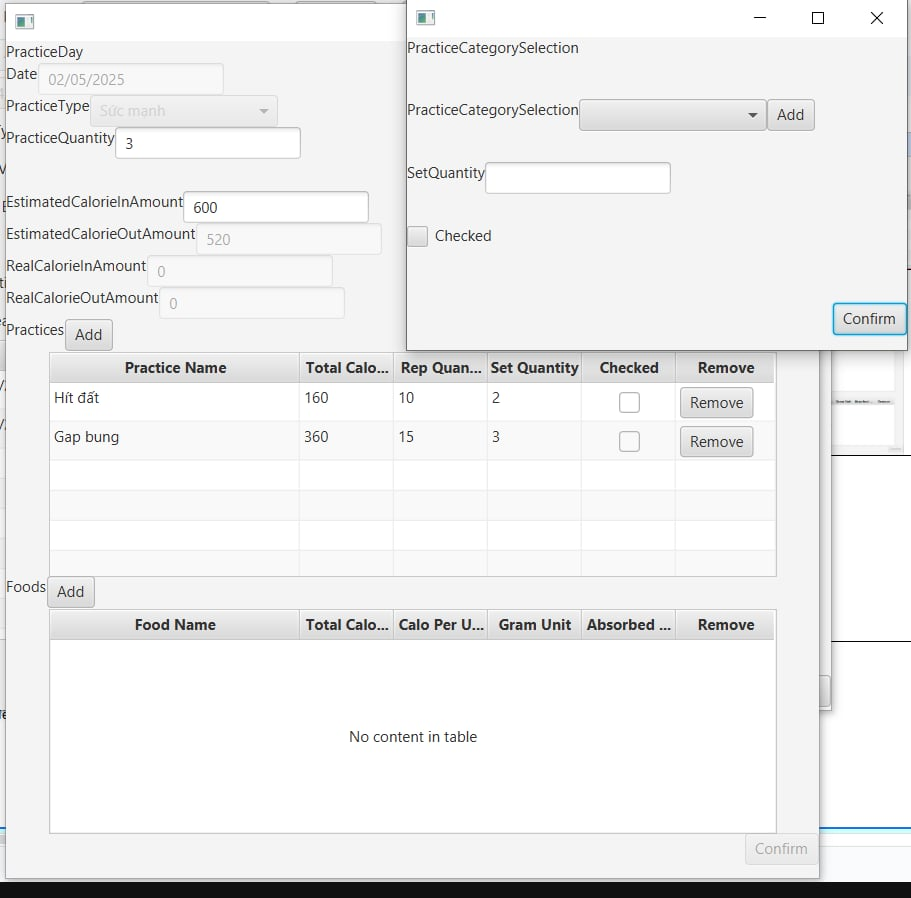 PracticeDay
Date 02/05/2025
PracticeType Sức mạnh
PracticeQuantity 3
EstimatedCalorieInAmount 600
EstimatedCalorieOutAmount 520
RealCalorieInAmount 0
RealCalorieOutAmount 0
Practices Add
Practice Name Total Calo... Rep Quan... Set Quantity Checked Remove
Hít đất 160 10 2 Remove
Gap bung 360 15 3 Remove
Foods Add
Food Name Total Calo... Calo Per U... Gram Unit Absorbed ... Remove
No content in table
Confirm
PracticeCategorySelection
PracticeCategorySelection Add
SetQuantity
Checked
Confirm